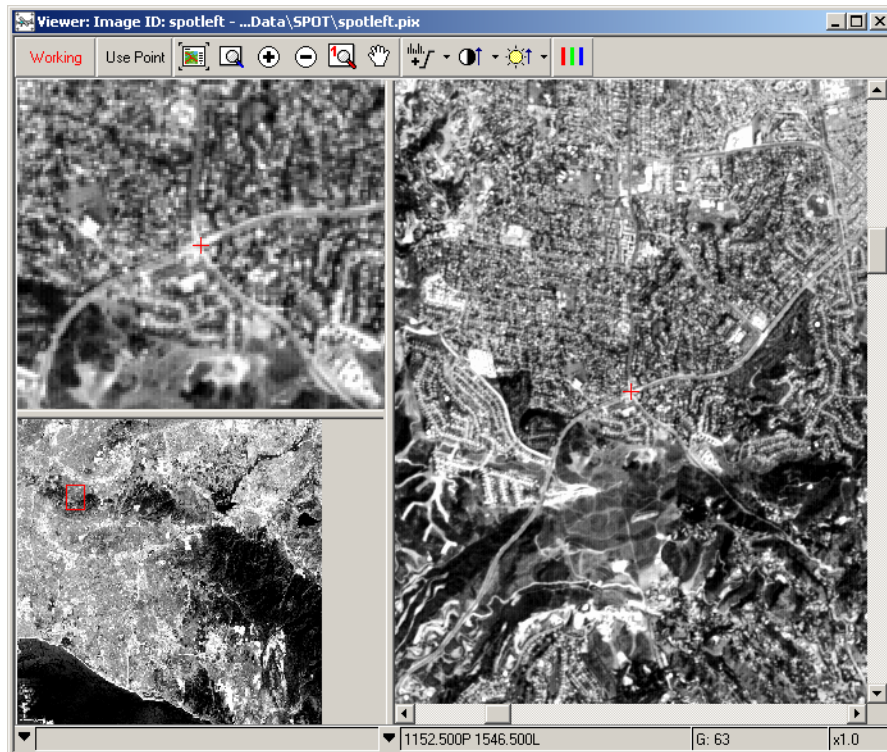 Viewer: Image ID: spotleft - ...Data\SPOT\spotleft.pix
Working Use Point
1152.500P 1546.500L G: 63 x1.0